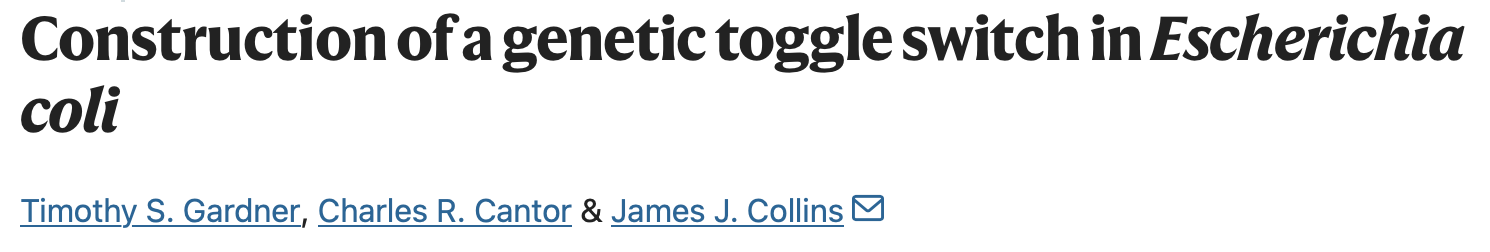 Construction of a genetic toggle switch in Escherichia
coli
Timothy S. Gardner, Charles R. Cantor & James J. Collins